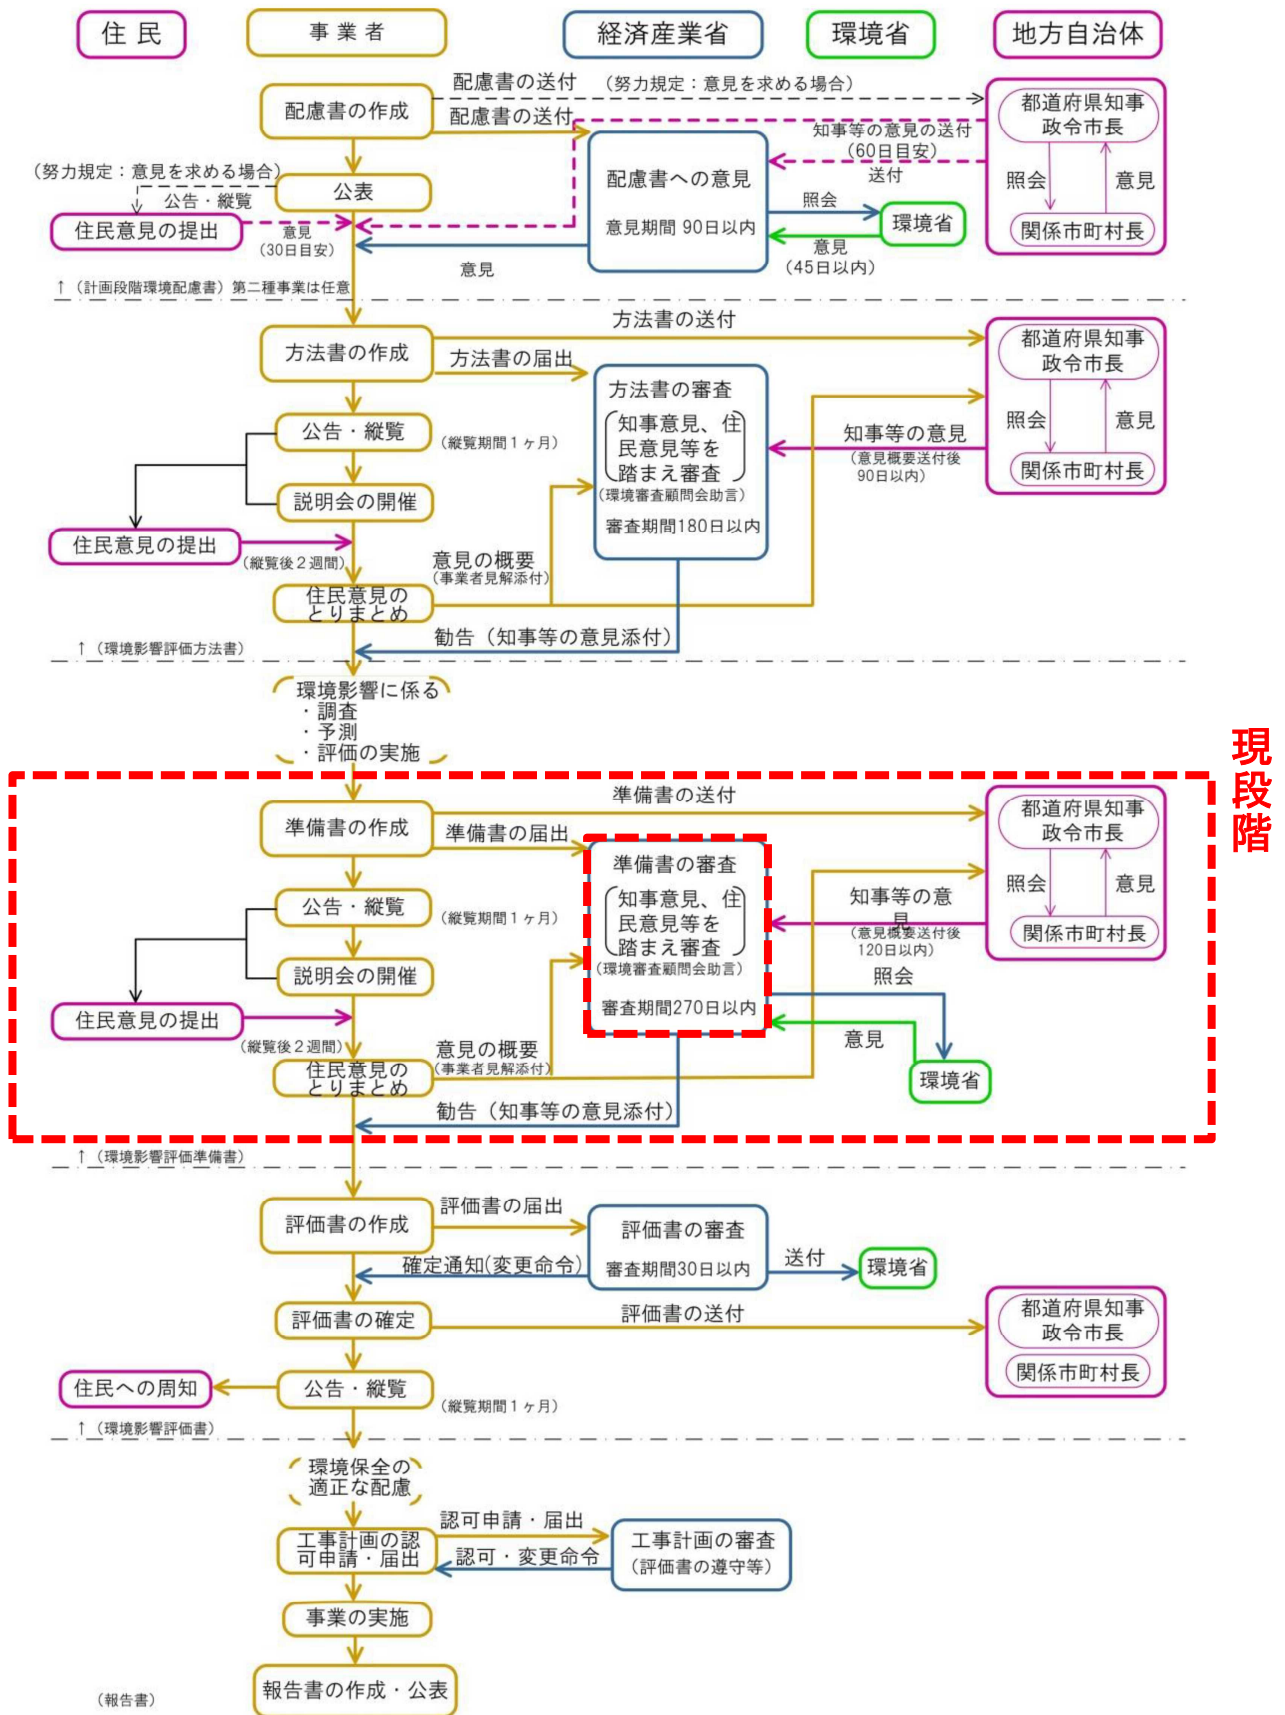 住 民
事 業 者
経済産業省
環境省
地方自治体
配慮書の作成
配慮書の送付
（努力規定：意見を求める場合）
配慮書の送付
都道府県知事
政令市長
知事等の意見の送付
(60日目安)
送付
配慮書への意見
意見期間 90日以内
照会
環境省
意見
(45日以内)
照会
意見
関係市町村長
（努力規定：意見を求める場合）
公告・縦覧
公表
住民意見の提出
意見
(30日目安)
意見
↑（計画段階環境配慮書）第二種事業は任意
方法書の作成
方法書の送付
方法書の届出
都道府県知事
政令市長
照会
意見
関係市町村長
方法書の審査
知事意見、住
民意見等を
踏まえ審査
（環境審査顧問会助言）
審査期間180日以内
知事等の意見
（意見概要送付後
90日以内）
公告・縦覧
（縦覧期間１ヶ月）
説明会の開催
住民意見の提出
（縦覧後２週間）
意見の概要
（事業者見解添付）
住民意見の
とりまとめ
勧告（知事等の意見添付）
↑（環境影響評価方法書）
環境影響に係る
・調査
・予測
・評価の実施
現段階
準備書の作成
準備書の送付
準備書の届出
都道府県知事
政令市長
照会
意見
関係市町村長
準備書の審査
知事意見、住
民意見等を
踏まえ審査
（環境審査顧問会助言）
審査期間270日以内
知事等の意
見
（意見概要送付後
120日以内）
照会
意見
環境省
公告・縦覧
（縦覧期間１ヶ月）
説明会の開催
住民意見の提出
（縦覧後２週間）
意見の概要
（事業者見解添付）
住民意見の
とりまとめ
勧告（知事等の意見添付）
↑（環境影響評価準備書）
評価書の作成
評価書の届出
評価書の審査
審査期間30日以内
確定通知(変更命令)
送付
環境省
評価書の確定
評価書の送付
都道府県知事
政令市長
関係市町村長
住民への周知
公告・縦覧
（縦覧期間１ヶ月）
↑（環境影響評価書）
環境保全の
適正な配慮
工事計画の認
可申請・届出
認可申請・届出
認可・変更命令
工事計画の審査
（評価書の遵守等）
事業の実施
報告書の作成・公表
（報告書）